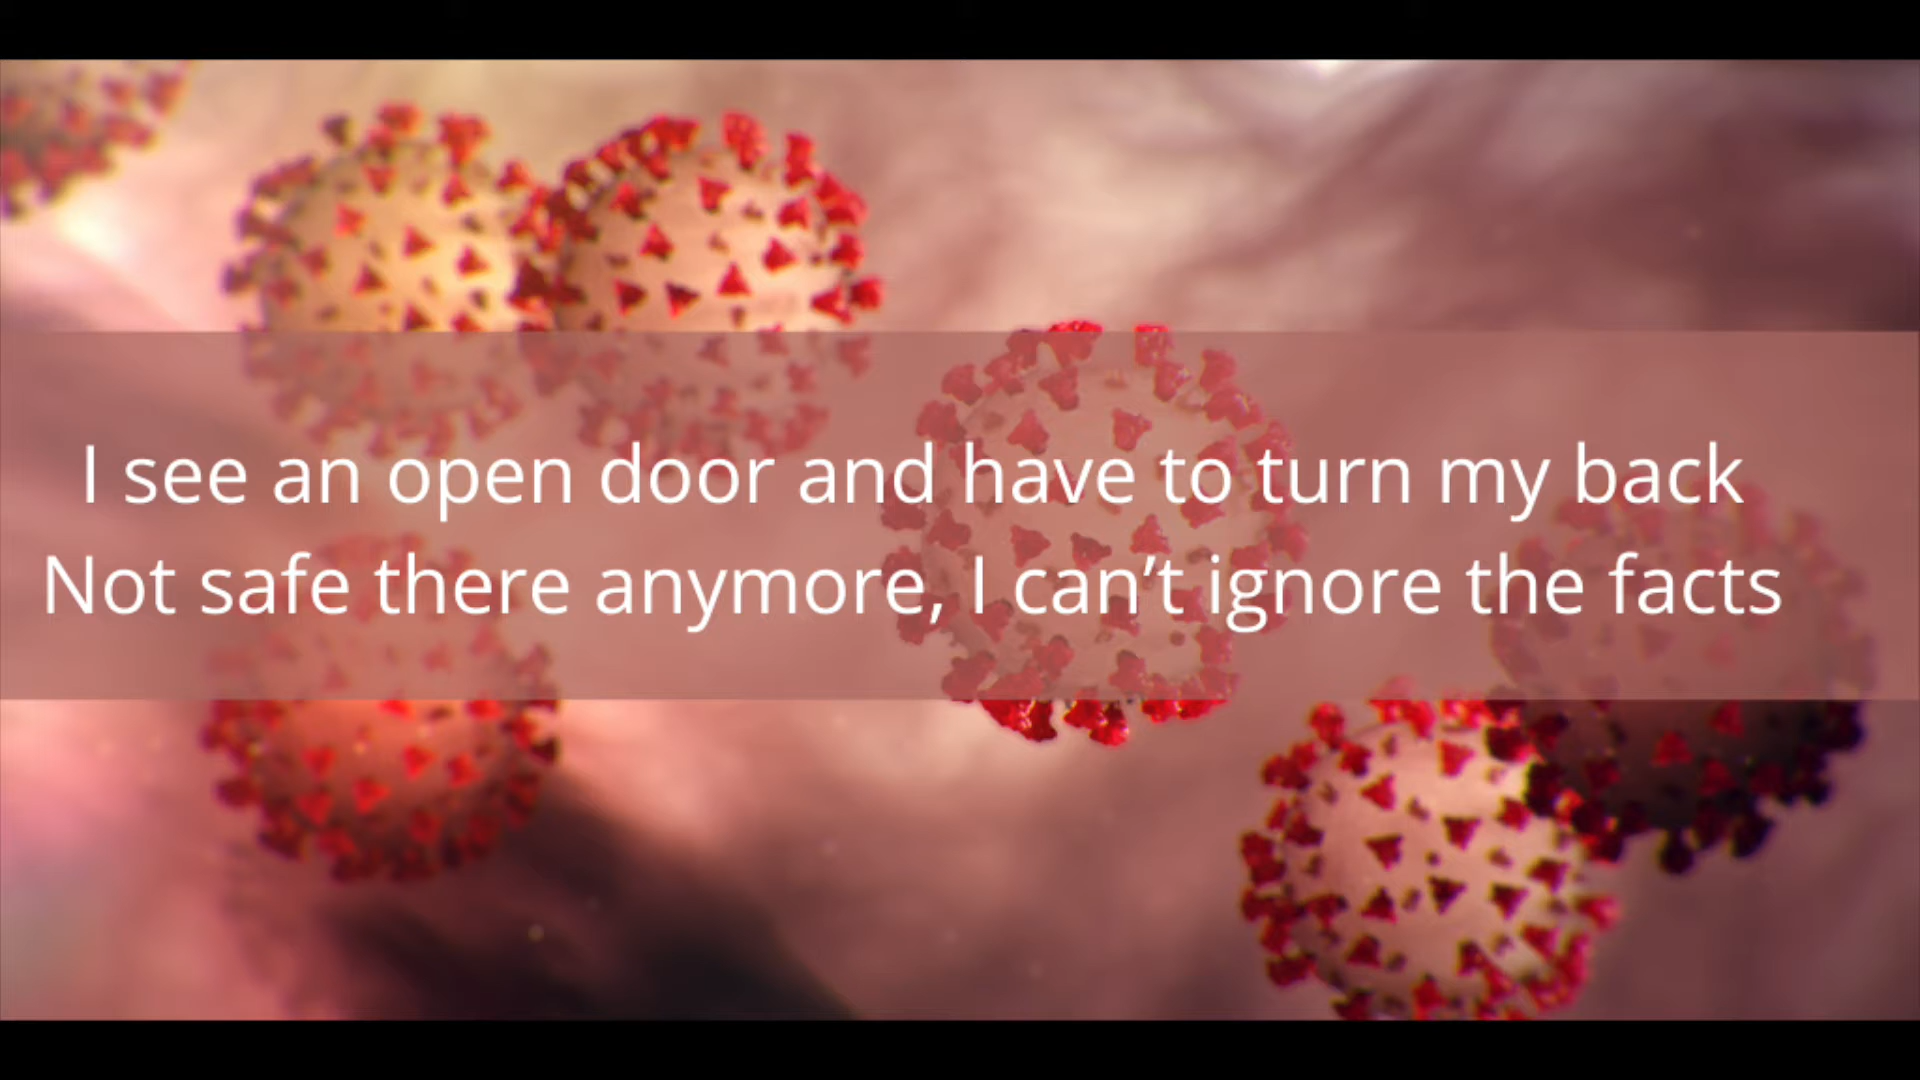 I see an open door and have to turn my back
Not safe there anymore, I can’t ignore the facts